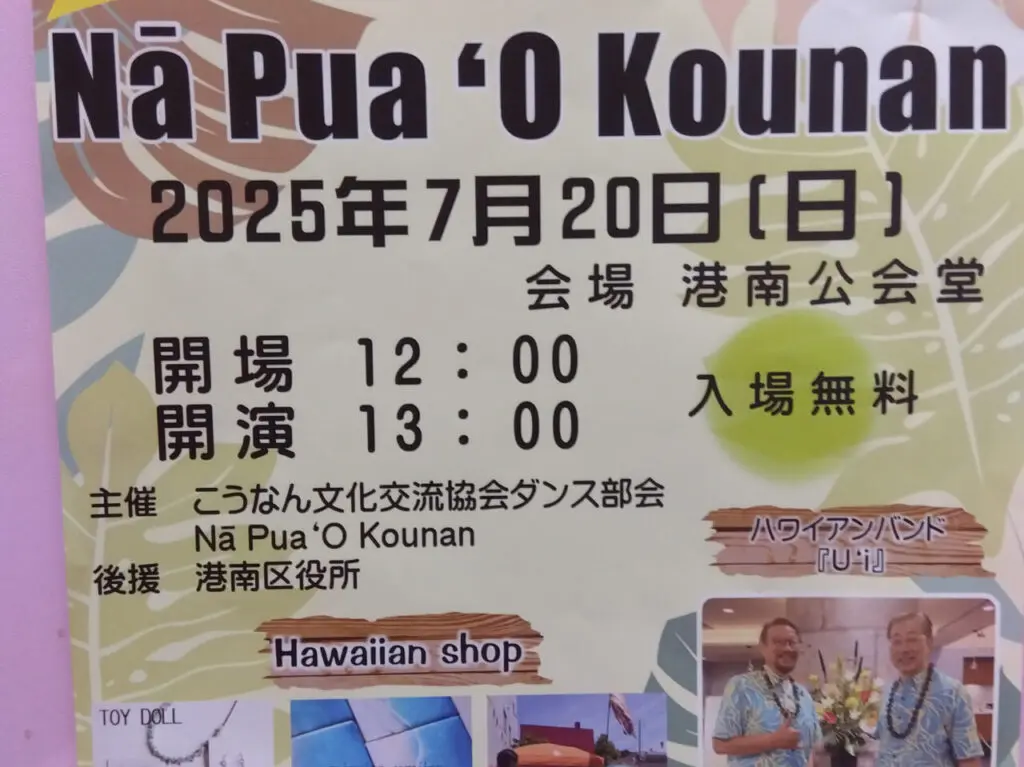 Nā Pua ʻO Kounan
2025年7月20日(日)
会場 港南公会堂
開場 12：00
開演 13：00
入場無料
主催 こうなん文化交流協会ダンス部会
Nā Pua ʻO Kounan
後援 港南区役所
ハワイアンバンド
『Uʻi』
Hawaiian shop
TOY DOLL